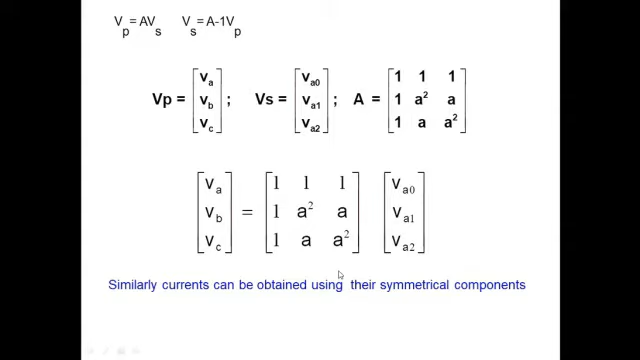 Vp= AVs Vs= A-1Vp
Vp = [va vb vc]; Vs = [va0 va1 va2]; A = [1 1 1
1 a² a
1 a a²]
[va vb vc] = [1 1 1
1 a² a
1 a a²] [va0 va1 va2]
Similarly currents can be obtained using their symmetrical components